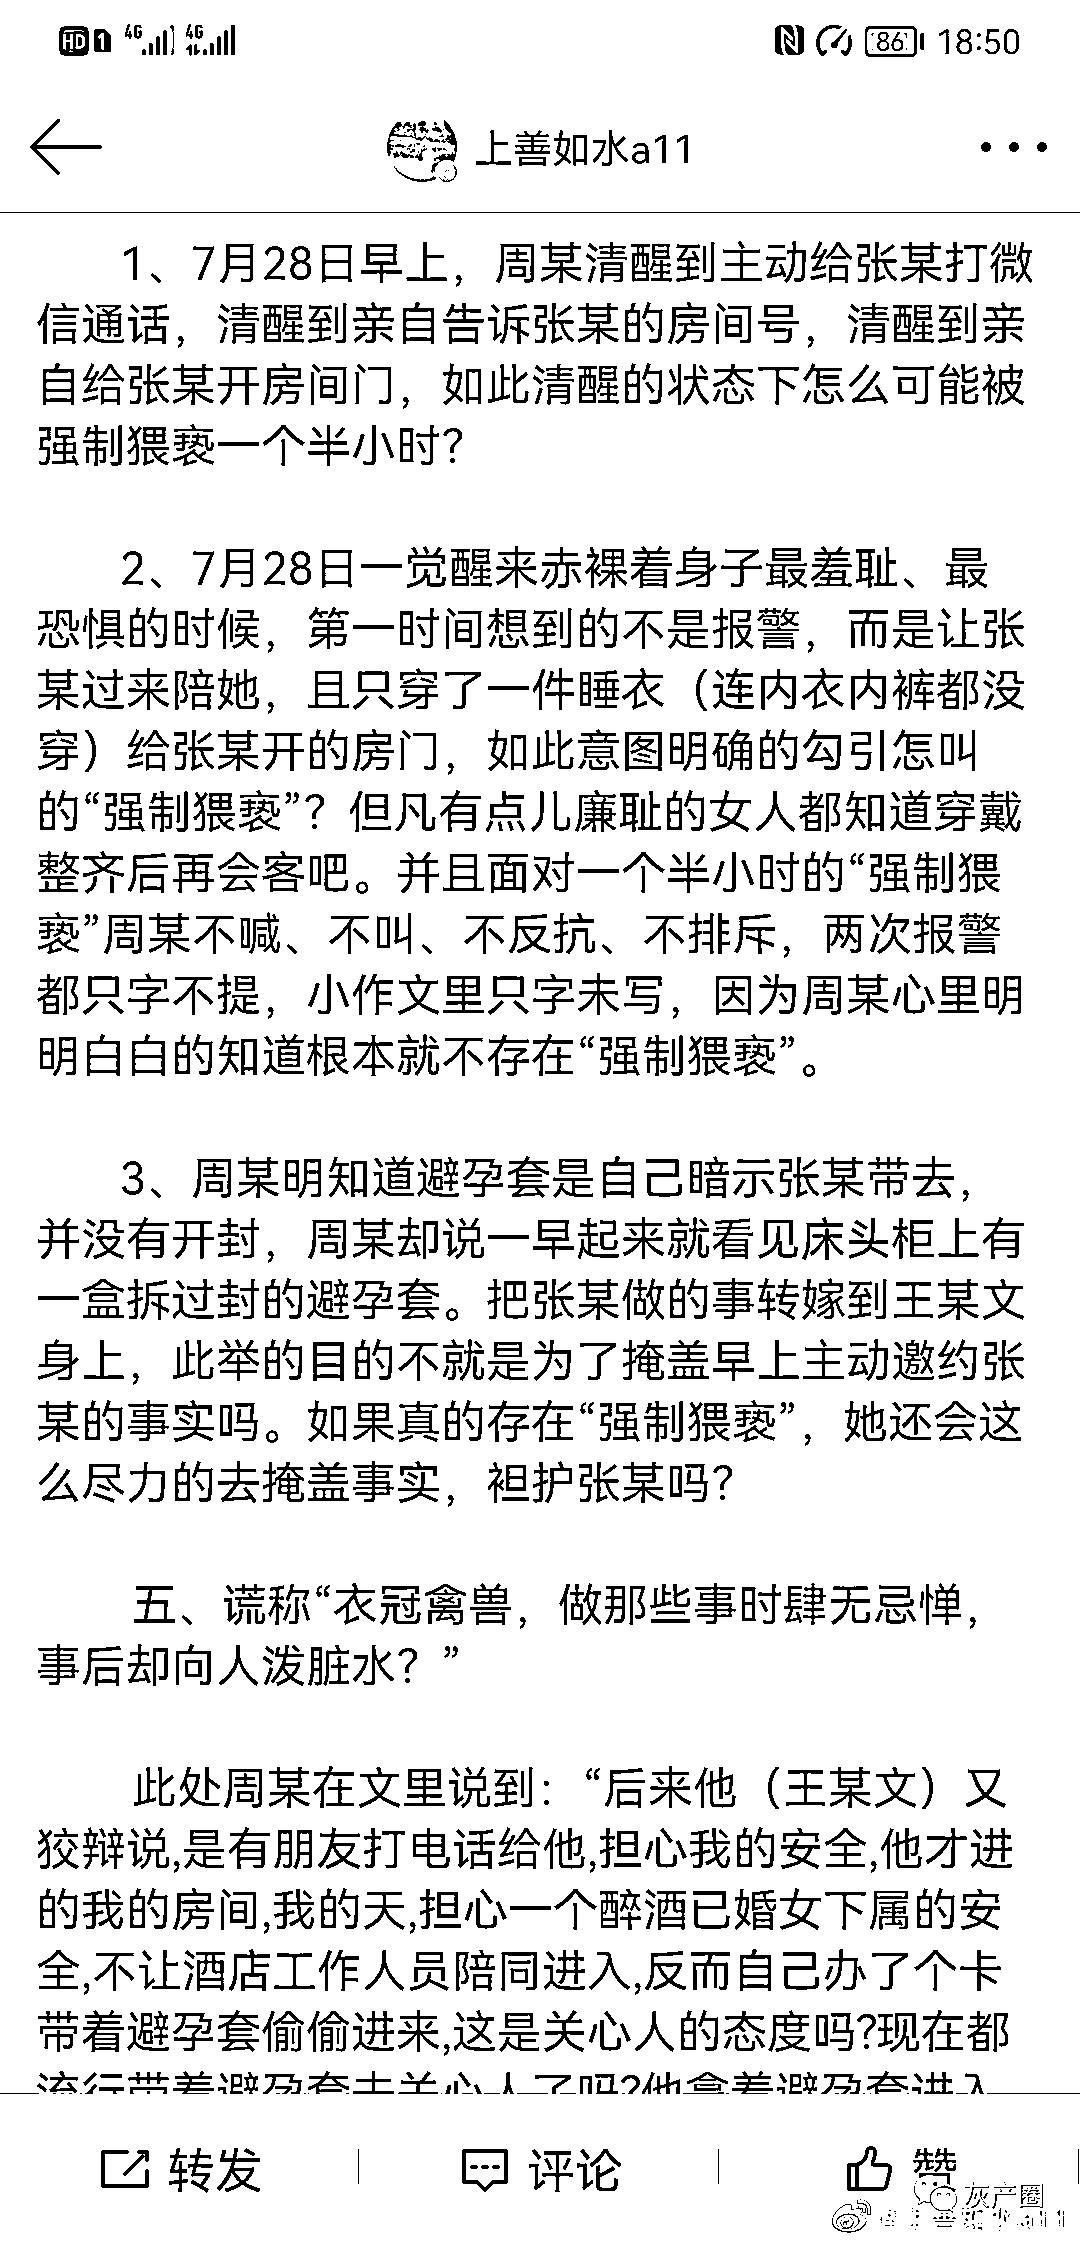 HD 1 4G 4G 86 18:50
上善如水a11
1、7月28日早上，周某清醒到主动给张某打微
信通话，清醒到亲自告诉张某的房间号，清醒到亲
自给张某开房间门，如此清醒的状态下怎么可能被
强制猥亵一个半小时？
2、7月28日一觉醒来赤裸着身子最羞耻、最
恐惧的时候，第一时间想到的不是报警，而是让张
某过来陪她，且只穿了一件睡衣（连内衣内裤都没
穿）给张某开的房门，如此意图明确的勾引怎叫
的“强制猥亵”？但凡有点儿廉耻的女人都知道穿戴
整齐后再会客吧。并且面对一个半小时的“强制猥
亵”周某不喊、不叫、不反抗、不排斥，两次报警
都只字不提，小作文里只字未写，因为周某心里明
明白白的知道根本就不存在“强制猥亵”。
3、周某明知道避孕套是自己暗示张某带去，
并没有开封，周某却说一早起来就看见床头柜上有
一盒拆过封的避孕套。把张某做的事转嫁到王某文
身上，此举的目的不就是为了掩盖早上主动邀约张
某的事实吗。如果真的存在“强制猥亵”，她还会这
么尽力的去掩盖事实，袒护张某吗？
五、谎称“衣冠禽兽，做那些事时肆无忌惮，
事后却向人泼脏水？”
此处周某在文里说到：“后来他（王某文）又
狡辩说,是有朋友打电话给他,担心我的安全,他才进
的我的房间,我的天,担心一个醉酒已婚女下属的安
全,不让酒店工作人员陪同进入,反而自己办了个卡
带着避孕套偷偷进来,这是关心人的态度吗?现在都
流行带着避孕套去关心人了吗?他拿着避孕套进入
转发 评论 赞
灰产圈